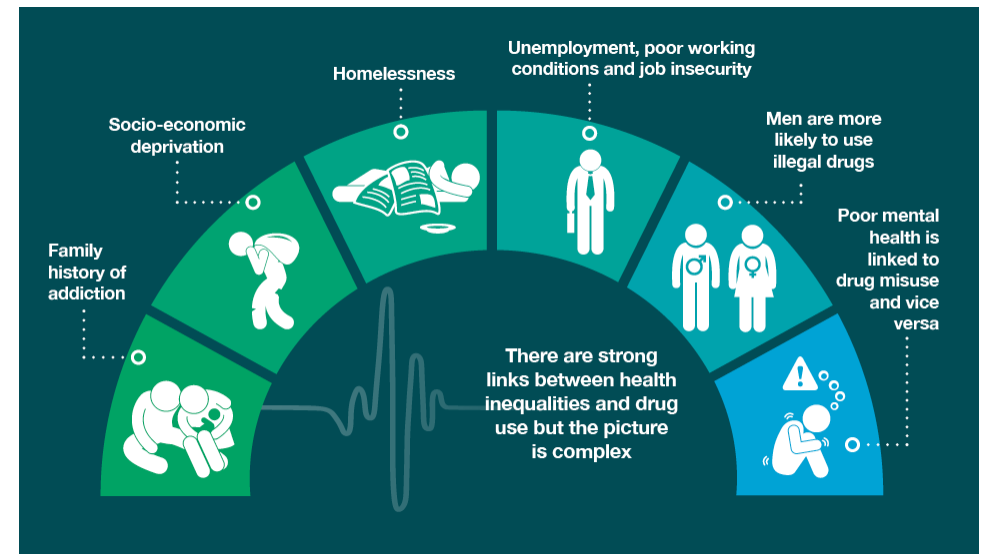 Family
history of
addiction
Socio-economic
deprivation
Homelessness
Unemployment, poor working
conditions and job insecurity
Men are more
likely to use
illegal drugs
Poor mental
health is
linked to
drug misuse
and vice
versa
There are strong
links between health
inequalities and drug
use but the picture
is complex